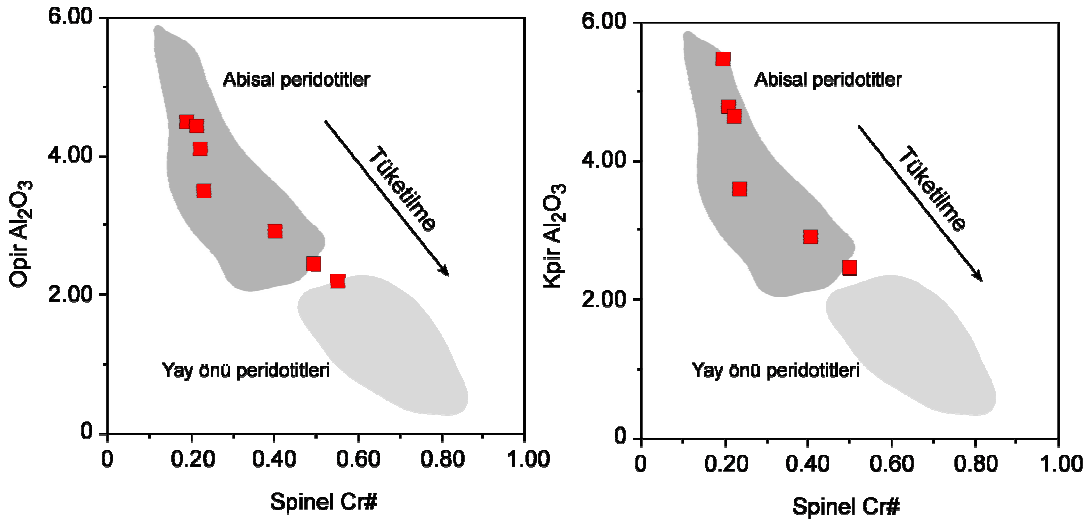 6.00
4.00
2.00
0
Opir Al₂O₃
Abisal peridotitler
Tüketilme
Yay önü peridotitleri
0
0.20
0.40
0.60
0.80
1.00
Spinel Cr#
6.00
4.00
2.00
0
Kpir Al₂O₃
Abisal peridotitler
Tüketilme
Yay önü peridotitleri
0
0.20
0.40
0.60
0.80
1.00
Spinel Cr#